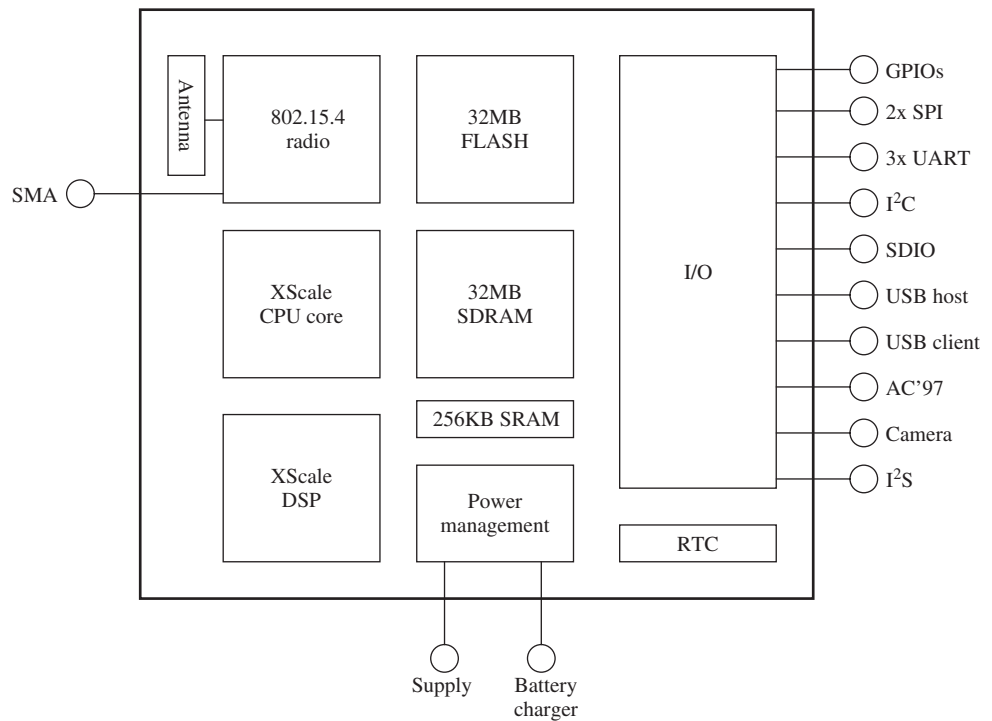 Antenna
802.15.4
radio
32MB
FLASH
SMA
XScale
CPU core
32MB
SDRAM
256KB SRAM
XScale
DSP
Power
management
I/O
RTC
GPIOs
2x SPI
3x UART
I²C
SDIO
USB host
USB client
AC’97
Camera
I²S
Supply
Battery
charger